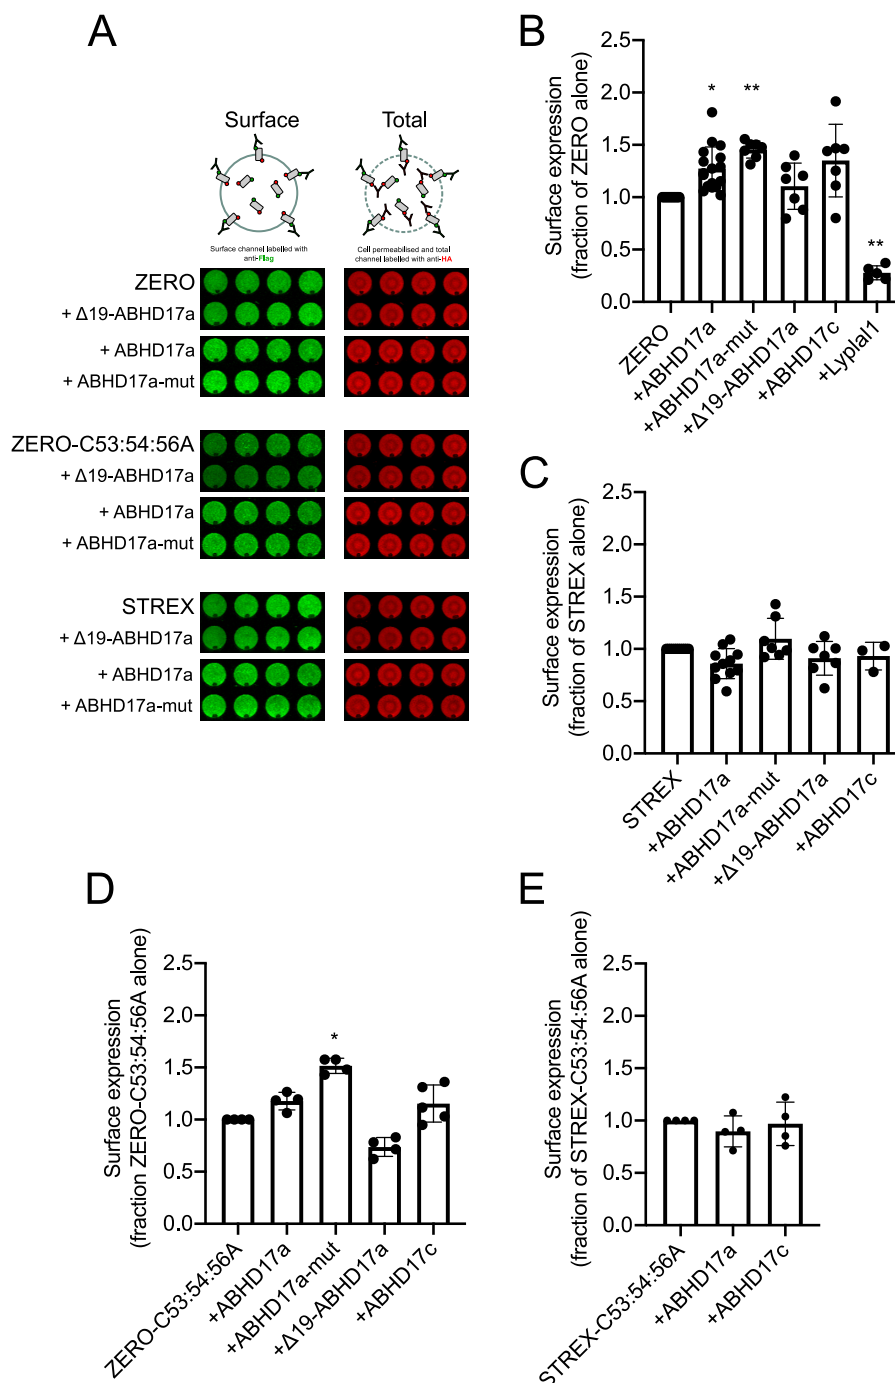 A
Surface
Total
Surface channel labelled with
anti-Flag
Cell permeabilised and total
channel labelled with anti-HA
ZERO
+ Δ19-ABHD17a
+ ABHD17a
+ ABHD17a-mut
ZERO-C53:54:56A
+ Δ19-ABHD17a
+ ABHD17a
+ ABHD17a-mut
STREX
+ Δ19-ABHD17a
+ ABHD17a
+ ABHD17a-mut
B
Surface expression
(fraction of ZERO alone)
2.5
2.0
1.5
1.0
0.5
0.0
*
**
**
ZERO
+ABHD17a
+ABHD17a-mut
+Δ19-ABHD17a
+ABHD17c
+Lyplal1
C
Surface expression
(fraction of STREX alone)
2.5
2.0
1.5
1.0
0.5
0.0
STREX
+ABHD17a
+ABHD17a-mut
+Δ19-ABHD17a
+ABHD17c
D
Surface expression
(fraction ZERO-C53:54:56A alone)
2.5
2.0
1.5
1.0
0.5
0.0
*
ZERO-C53:54:56A
+ABHD17a
+ABHD17a-mut
+Δ19-ABHD17a
+ABHD17c
E
Surface expression
(fraction of STREX-C53:54:56A alone)
2.5
2.0
1.5
1.0
0.5
0.0
STREX-C53:54:56A
+ABHD17a
+ABHD17c